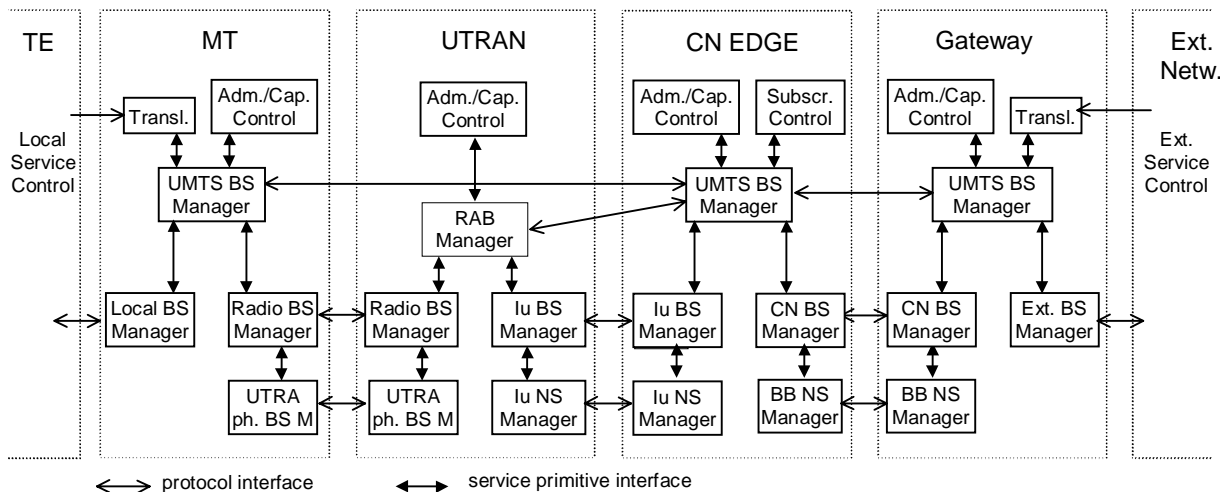 TE
MT
UTRAN
CN EDGE
Gateway
Ext.
Netw.
Transl.
Adm./Cap.
Control
Adm./Cap.
Control
Adm./Cap.
Control
Subscr.
Control
Adm./Cap.
Control
Transl.
Local
Service
Control
Ext.
Service
Control
UMTS BS
Manager
RAB
Manager
UMTS BS
Manager
UMTS BS
Manager
Local BS
Manager
Radio BS
Manager
Radio BS
Manager
Iu BS
Manager
Iu BS
Manager
CN BS
Manager
CN BS
Manager
Ext. BS
Manager
UTRA
ph. BS M
UTRA
ph. BS M
Iu NS
Manager
Iu NS
Manager
BB NS
Manager
BB NS
Manager
protocol interface
service primitive interface